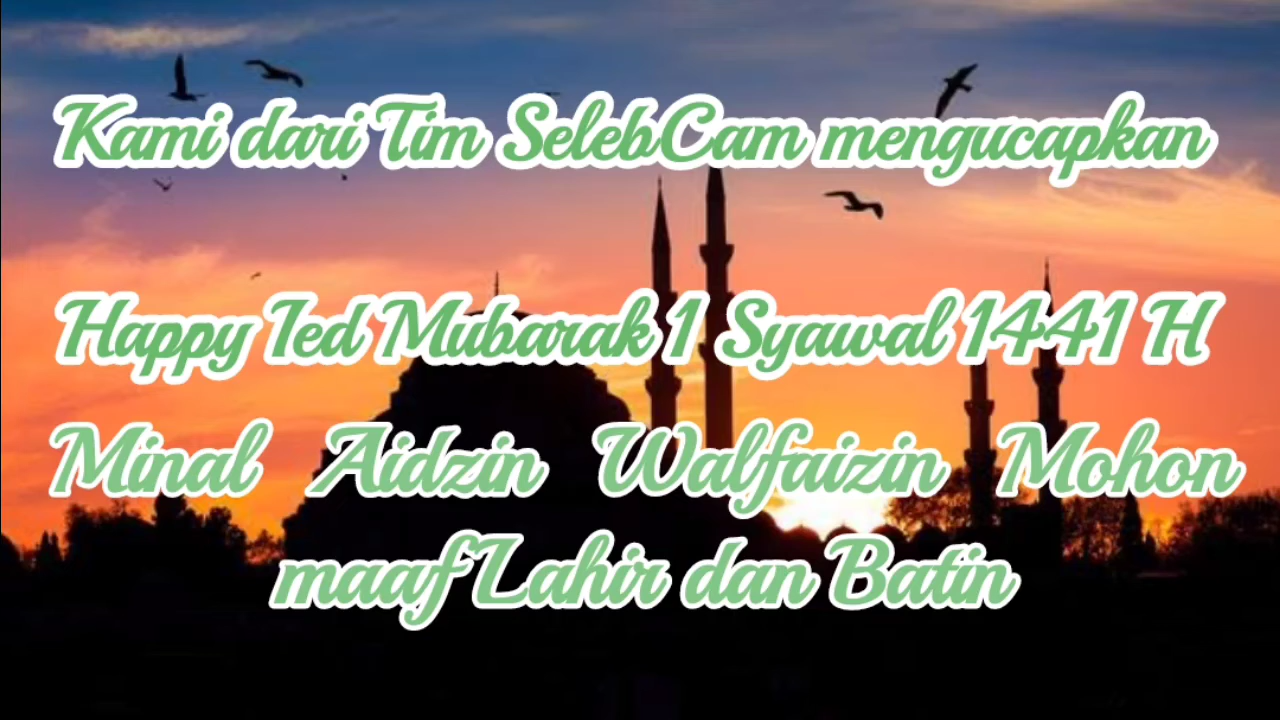 Kami dari Tim SelebCam mengucapkan
Happy Ied Mubarak 1 Syawal 1441 H
Minal Aidzin Walfaizin Mohon
maaf Lahir dan Batin